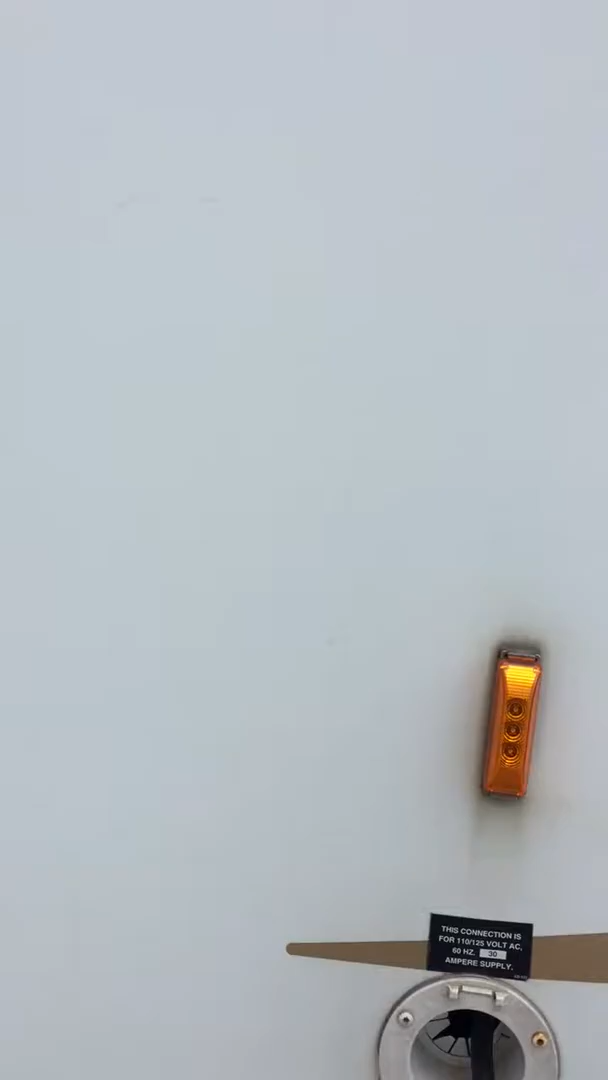 THIS CONNECTION IS
FOR 110/125 VOLT AC,
60 HZ. 30
AMPERE SUPPLY.